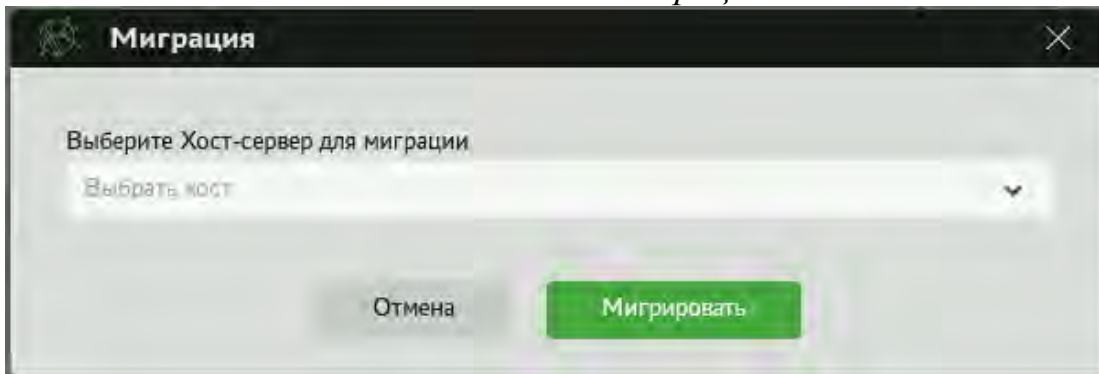 Миграция
Выберите Хост-сервер для миграции
Выбрать хост
Отмена
Мигрировать